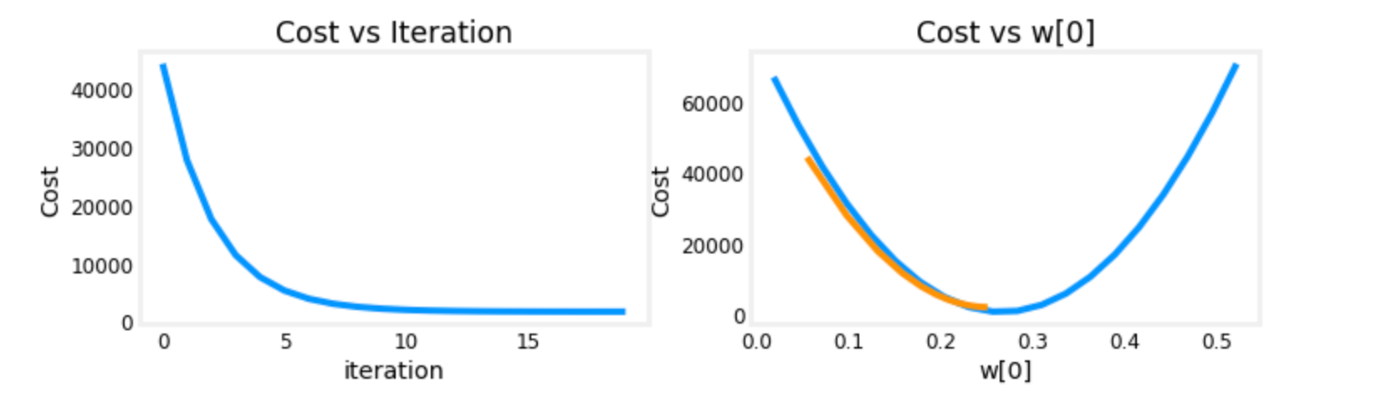 Cost vs Iteration
Cost
40000
30000
20000
10000
0
0 5 10 15
iteration
Cost vs w[0]
Cost
60000
40000
20000
0
0.0 0.1 0.2 0.3 0.4 0.5
w[0]